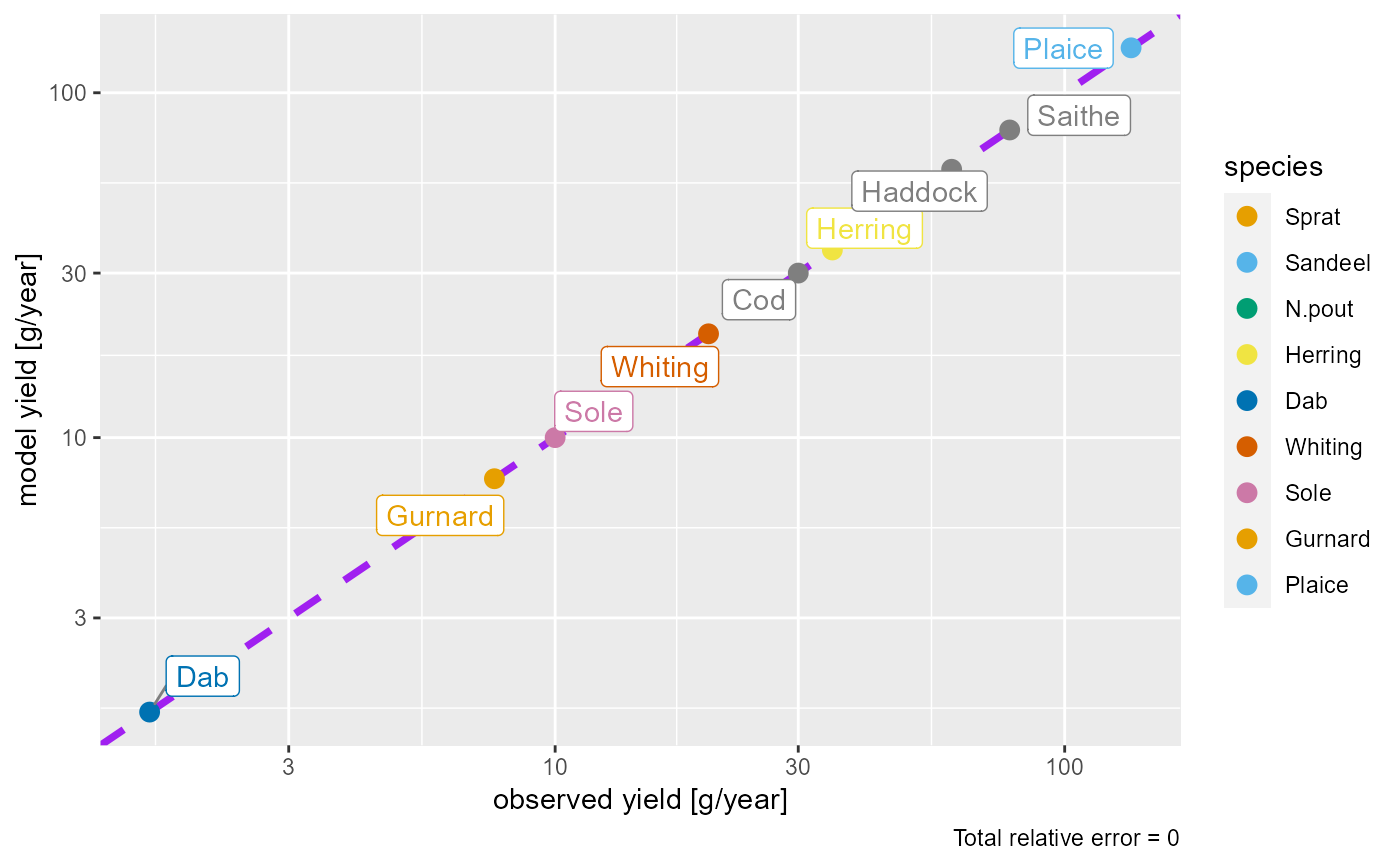 model yield [g/year]
100
30
10
3
Plaice
Saithe
Haddock
Herring
Cod
Whiting
Sole
Gurnard
Dab
3
10
30
100
observed yield [g/year]
Total relative error = 0
species
Sprat
Sandeel
N.pout
Herring
Dab
Whiting
Sole
Gurnard
Plaice